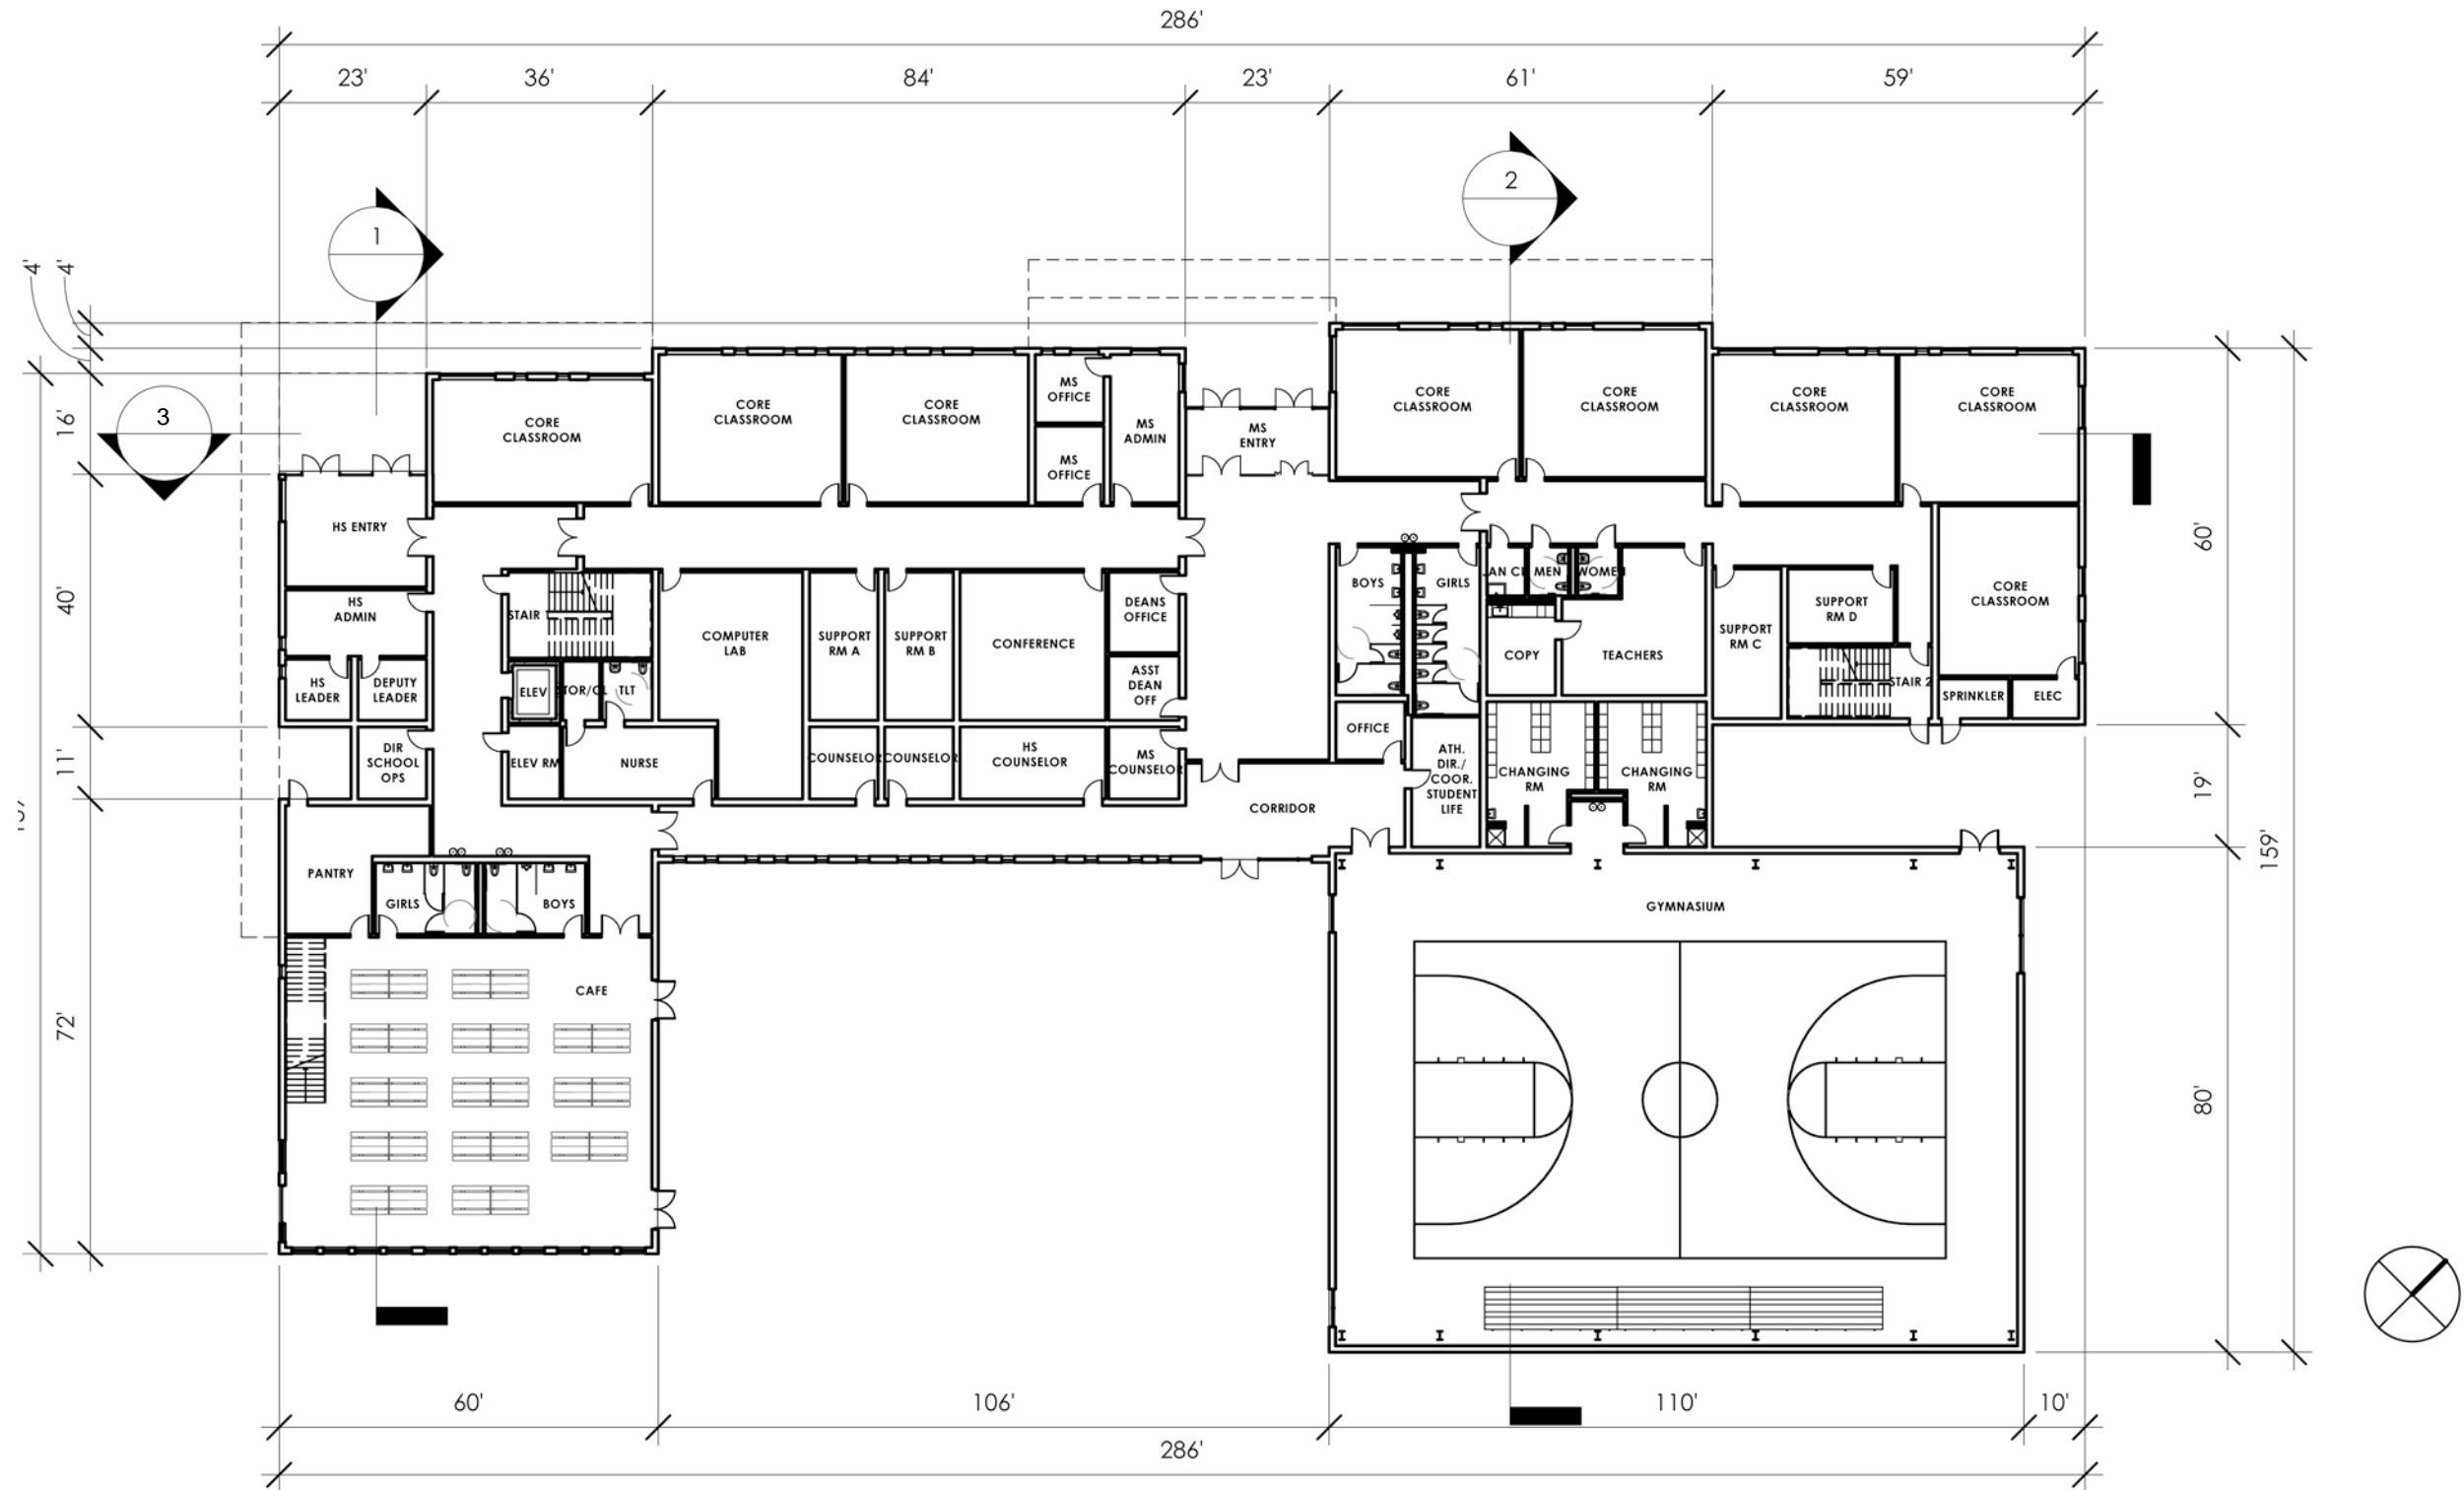 286'
23'
36'
84'
23'
61'
59'
2
1
4'
4'
3
16'
40'
11'
72'
60'
19'
159'
80'
CORE
CLASSROOM
CORE
CLASSROOM
CORE
CLASSROOM
MS
OFFICE
MS
OFFICE
MS
ADMIN
MS
ENTRY
CORE
CLASSROOM
CORE
CLASSROOM
CORE
CLASSROOM
CORE
CLASSROOM
HS ENTRY
HS
ADMIN
HS
LEADER
DEPUTY
LEADER
STAIR
ELEV
TLT
COMPUTER
LAB
SUPPORT
RM A
SUPPORT
RM B
CONFERENCE
DEANS
OFFICE
ASST
DEAN
OFF
BOYS
GIRLS
MEN
COPY
TEACHERS
SUPPORT
RM C
SUPPORT
RM D
STAIR 2
CORE
CLASSROOM
SPRINKLER
ELEC
DIR
SCHOOL
OPS
ELEV RM
NURSE
COUNSELOR
COUNSELOR
HS
COUNSELOR
MS
COUNSELOR
OFFICE
ATH.
DIR./
COOR.
STUDENT
LIFE
CHANGING
RM
CHANGING
RM
CORRIDOR
PANTRY
GIRLS
BOYS
GYMNASIUM
CAFE
60'
106'
110'
10'
286'